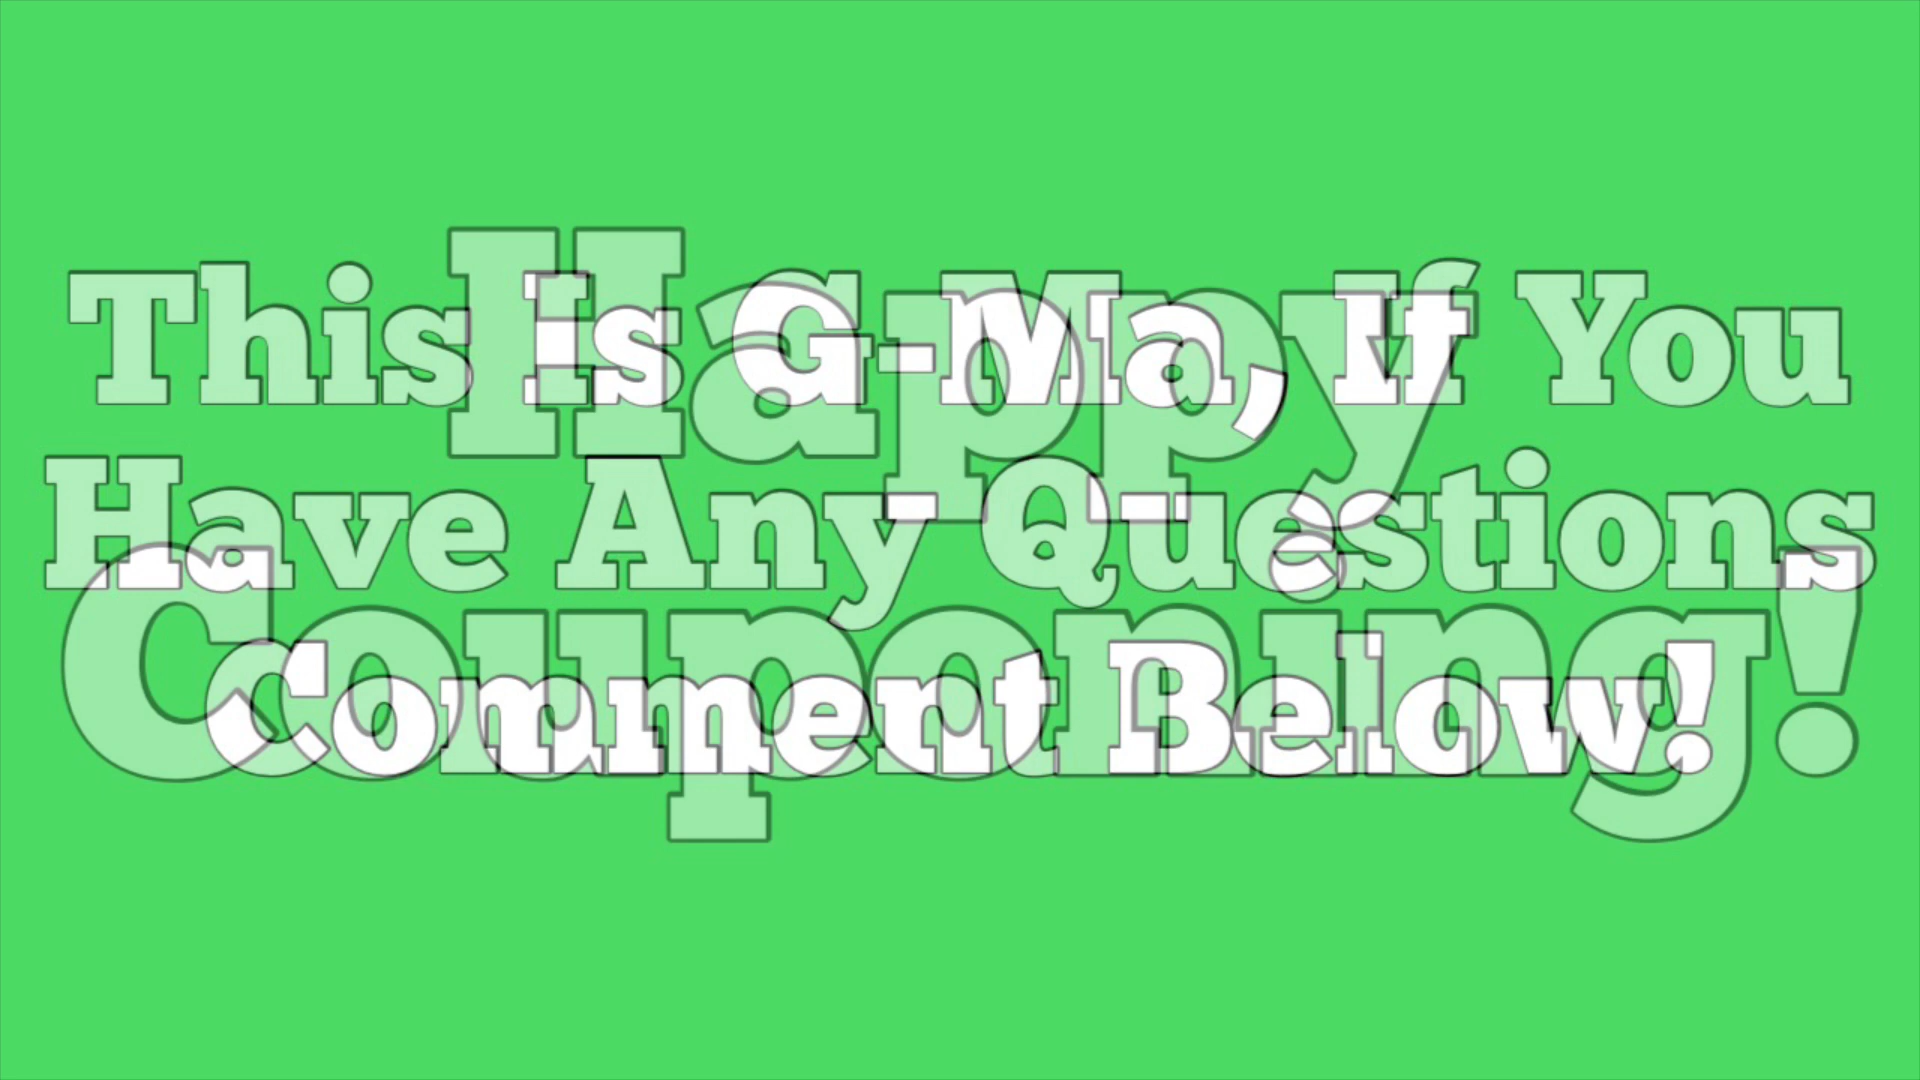 This Is G-Ma, If You
Have Any Questions
Comment Below!
Happy
Couponing!